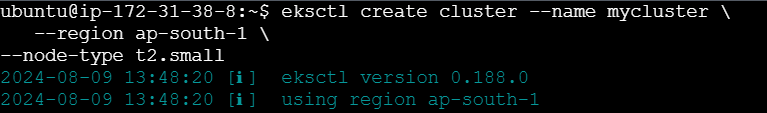 ubuntu@ip-172-31-38-8:~$ eksctl create cluster --name mycluster \
   --region ap-south-1 \
--node-type t2.small
2024-08-09 13:48:20 [ℹ]  eksctl version 0.188.0
2024-08-09 13:48:20 [ℹ]  using region ap-south-1